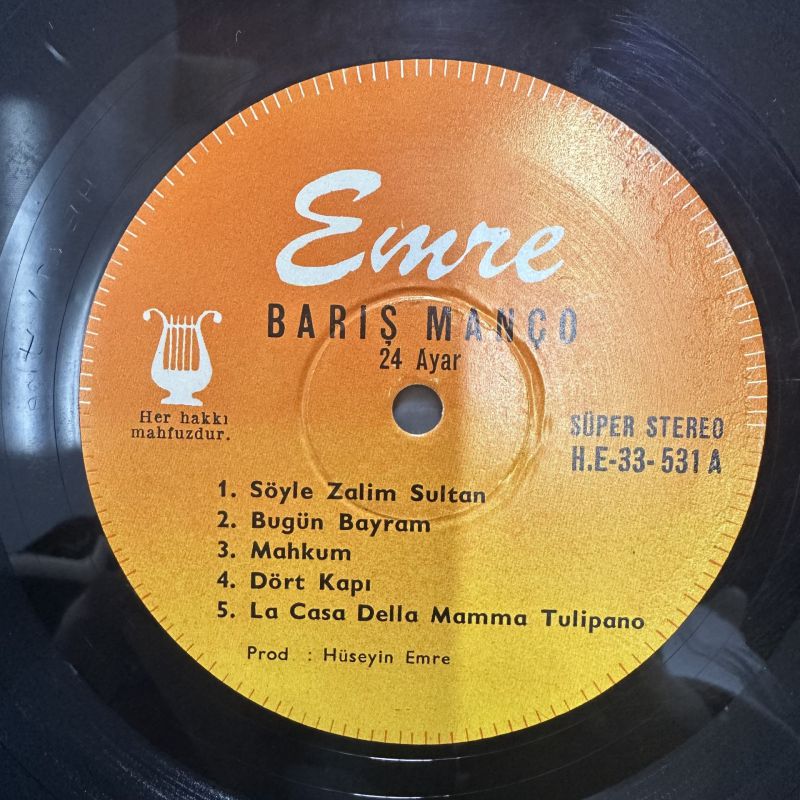 Emre
BARIŞ MANÇO
24 Ayar
Her hakkı
mahfuzdur.
SÜPER STEREO
H.E-33-531 A
1. Söyle Zalim Sultan
2. Bugün Bayram
3. Mahkum
4. Dört Kapı
5. La Casa Della Mamma Tulipano
Prod : Hüseyin Emre